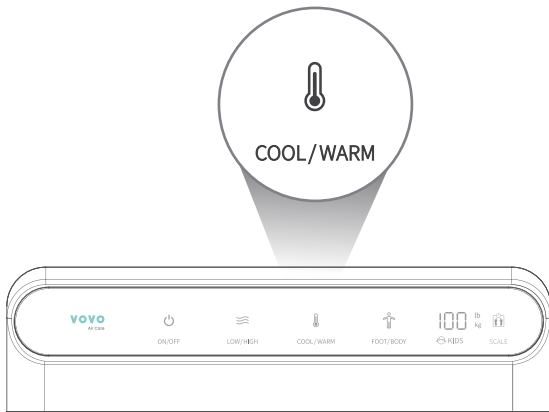 COOL/WARM
VOVO
Air Care
ON/OFF
LOW/HIGH
COOL/WARM
FOOT/BODY
100
lb
kg
KIDS
SCALE